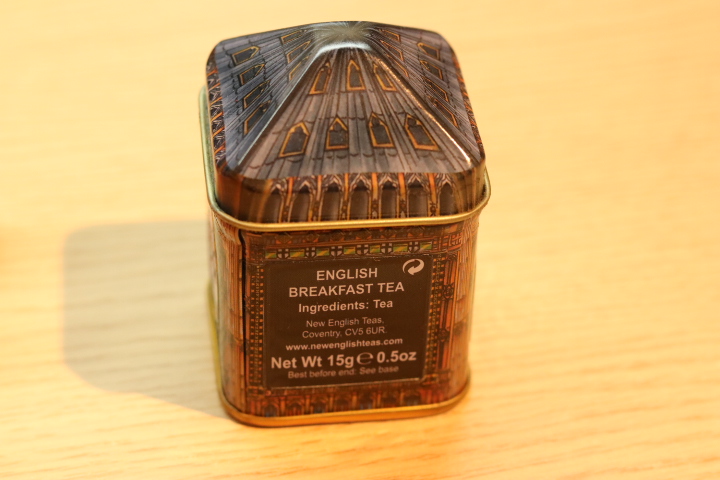 ENGLISH
BREAKFAST TEA
Ingredients: Tea
New English Teas,
Coventry, CV5 6UR.
www.newenglishteas.com
Net Wt 15g ℮ 0.5oz
Best before end: See base